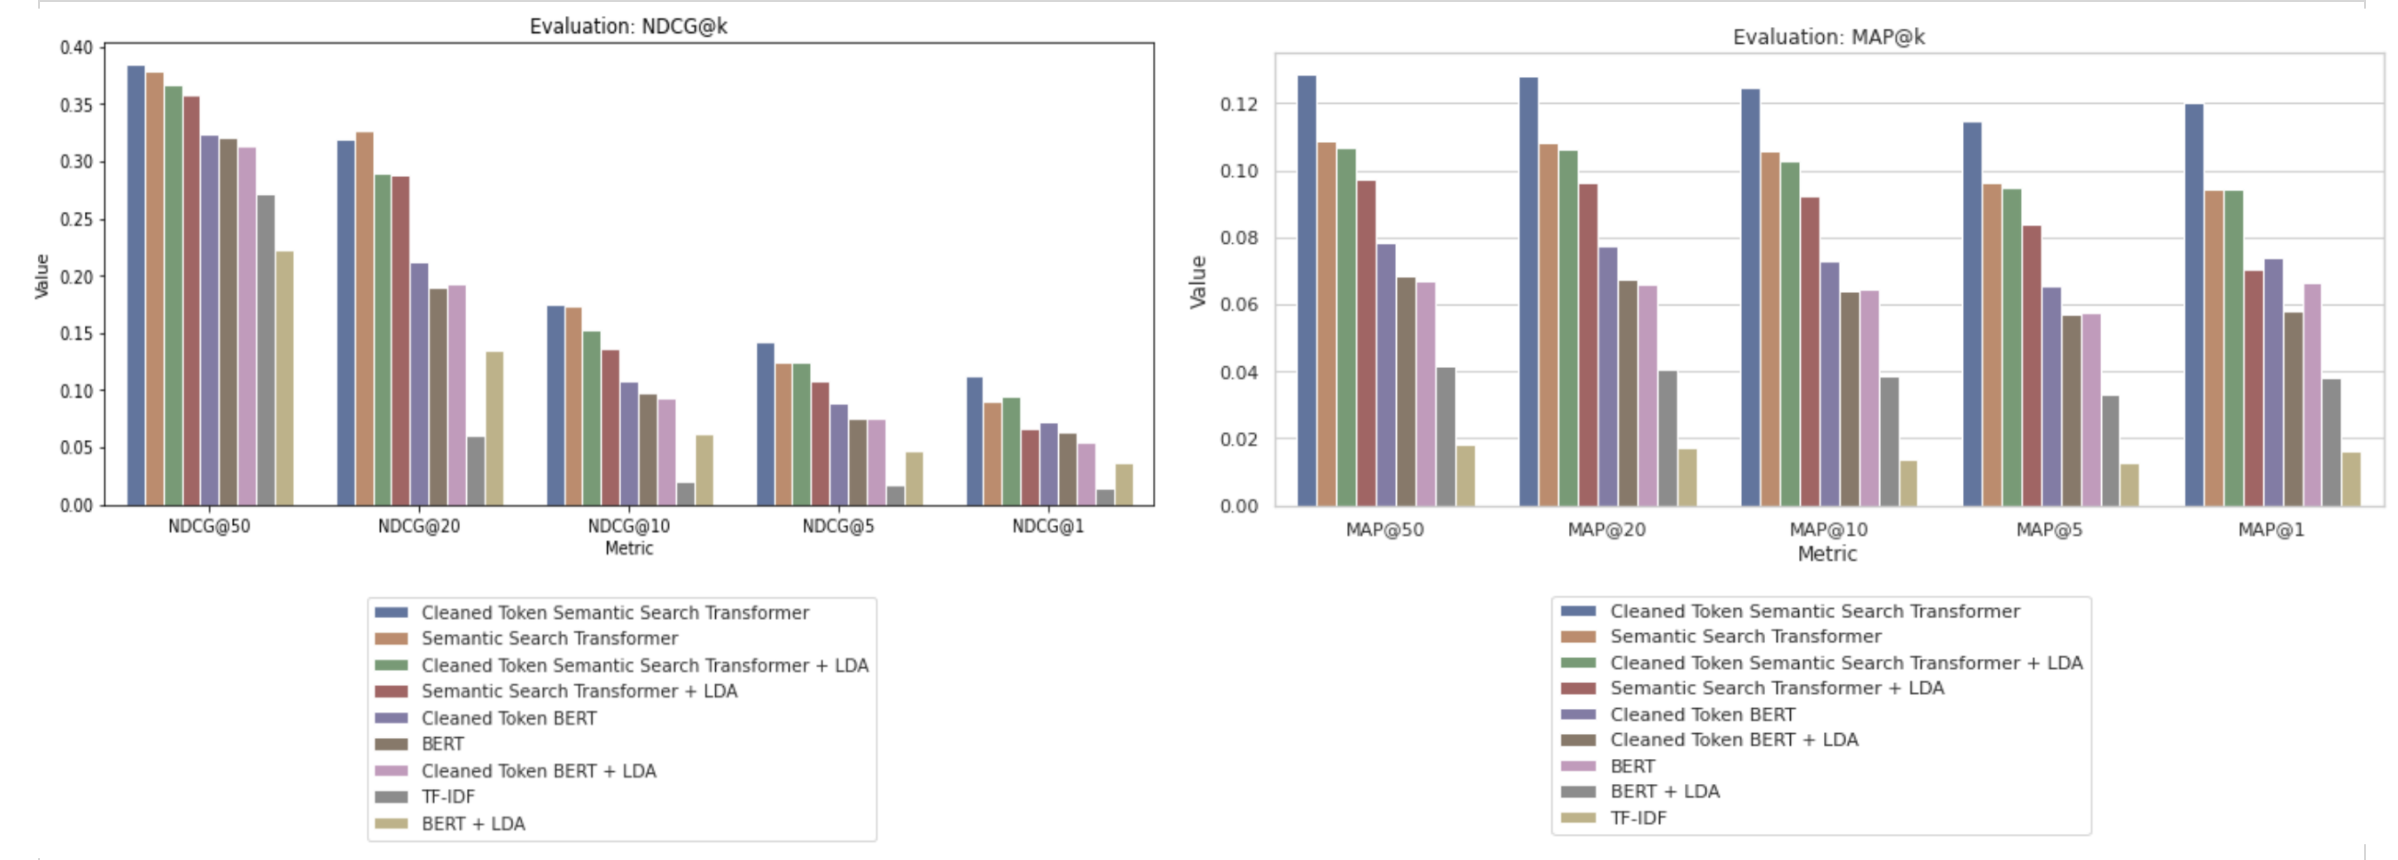 Evaluation: NDCG@k
0.40
0.35
0.30
0.25
0.20
0.15
0.10
0.05
0.00
Value
NDCG@50 NDCG@20 NDCG@10 NDCG@5 NDCG@1
Metric
Cleaned Token Semantic Search Transformer
Semantic Search Transformer
Cleaned Token Semantic Search Transformer + LDA
Semantic Search Transformer + LDA
Cleaned Token BERT
BERT
Cleaned Token BERT + LDA
TF-IDF
BERT + LDA
Evaluation: MAP@k
0.12
0.10
0.08
0.06
0.04
0.02
0.00
Value
MAP@50 MAP@20 MAP@10 MAP@5 MAP@1
Metric
Cleaned Token Semantic Search Transformer
Semantic Search Transformer
Cleaned Token Semantic Search Transformer + LDA
Semantic Search Transformer + LDA
Cleaned Token BERT
Cleaned Token BERT + LDA
BERT
BERT + LDA
TF-IDF